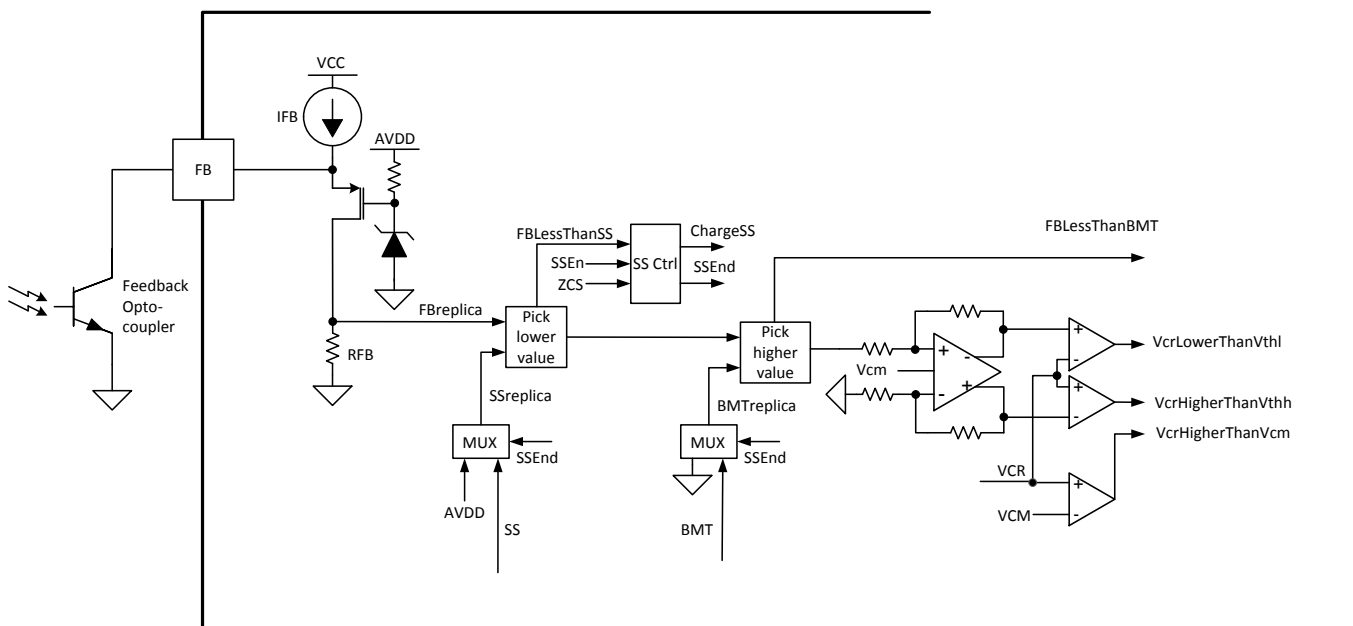 VCC
IFB
AVDD
FB
FBLessThanSS
ChargeSS
FBLessThanBMT
SSEn
SS Ctrl
SSEnd
ZCS
Feedback
Opto-
coupler
FBreplica
Pick
lower
value
Pick
higher
value
RFB
Vcm
+
-
+
-
+
-
VcrLowerThanVthl
+
-
VcrHigherThanVthh
SSreplica
BMTreplica
MUX
SSEnd
MUX
SSEnd
VcrHigherThanVcm
VCR
+
VCM
-
AVDD
SS
BMT